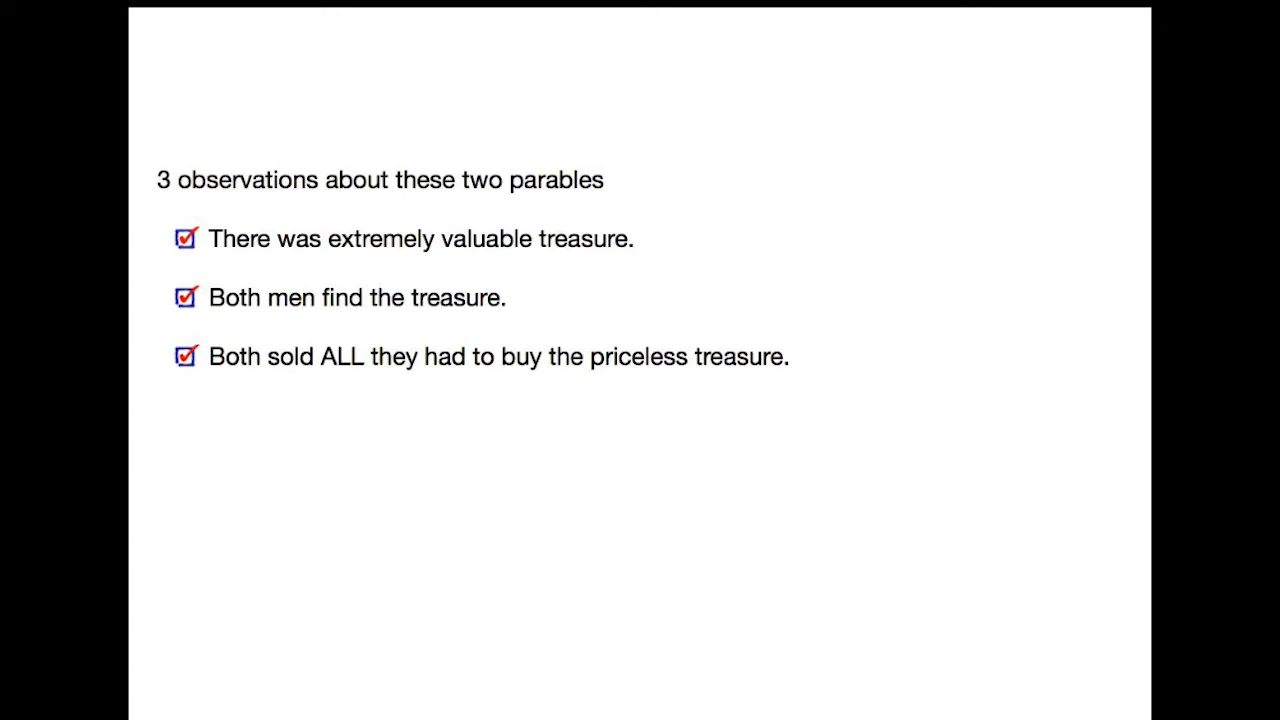 3 observations about these two parables
There was extremely valuable treasure.
Both men find the treasure.
Both sold ALL they had to buy the priceless treasure.